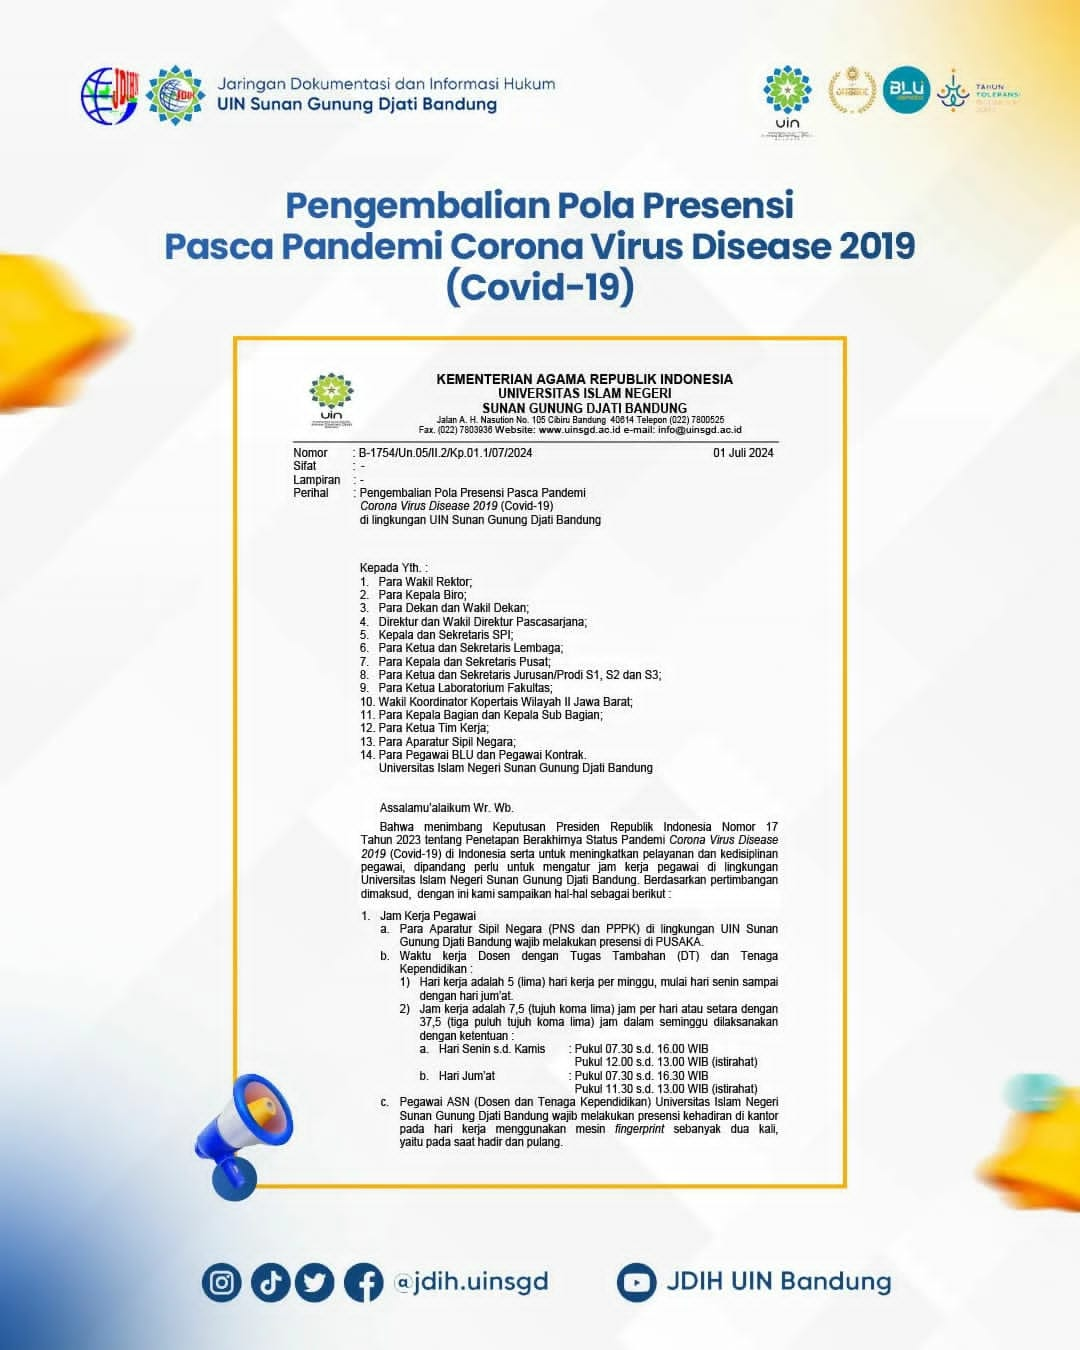 JDIHN
JDIH
Jaringan Dokumentasi dan Informasi Hukum
UIN Sunan Gunung Djati Bandung
uin
BLU
TAHUN
TOLERANSI
Pengembalian Pola Presensi
Pasca Pandemi Corona Virus Disease 2019
(Covid-19)
uin
KEMENTERIAN AGAMA REPUBLIK INDONESIA
UNIVERSITAS ISLAM NEGERI
SUNAN GUNUNG DJATI BANDUNG
Jalan A. H. Nasution No. 105 Cibiru Bandung 40614 Telepon (022) 7800525
Fax. (022) 7803936 Website: www.uinsgd.ac.id e-mail: info@uinsgd.ac.id
Nomor : B-1754/Un.05/II.2/Kp.01.1/07/2024 01 Juli 2024
Sifat : -
Lampiran : -
Perihal : Pengembalian Pola Presensi Pasca Pandemi
Corona Virus Disease 2019 (Covid-19)
di lingkungan UIN Sunan Gunung Djati Bandung
Kepada Yth. :
1. Para Wakil Rektor;
2. Para Kepala Biro;
3. Para Dekan dan Wakil Dekan;
4. Direktur dan Wakil Direktur Pascasarjana;
5. Kepala dan Sekretaris SPI;
6. Para Ketua dan Sekretaris Lembaga;
7. Para Kepala dan Sekretaris Pusat;
8. Para Ketua dan Sekretaris Jurusan/Prodi S1, S2 dan S3;
9. Para Ketua Laboratorium Fakultas;
10. Wakil Koordinator Kopertais Wilayah II Jawa Barat;
11. Para Kepala Bagian dan Kepala Sub Bagian;
12. Para Ketua Tim Kerja;
13. Para Aparatur Sipil Negara;
14. Para Pegawai BLU dan Pegawai Kontrak.
Universitas Islam Negeri Sunan Gunung Djati Bandung
Assalamu'alaikum Wr. Wb.
Bahwa menimbang Keputusan Presiden Republik Indonesia Nomor 17
Tahun 2023 tentang Penetapan Berakhirnya Status Pandemi Corona Virus Disease
2019 (Covid-19) di Indonesia serta untuk meningkatkan pelayanan dan kedisiplinan
pegawai, dipandang perlu untuk mengatur jam kerja pegawai di lingkungan
Universitas Islam Negeri Sunan Gunung Djati Bandung. Berdasarkan pertimbangan
dimaksud, dengan ini kami sampaikan hal-hal sebagai berikut :
1. Jam Kerja Pegawai
a. Para Aparatur Sipil Negara (PNS dan PPPK) di lingkungan UIN Sunan
Gunung Djati Bandung wajib melakukan presensi di PUSAKA.
b. Waktu kerja Dosen dengan Tugas Tambahan (DT) dan Tenaga
Kependidikan :
1) Hari kerja adalah 5 (lima) hari kerja per minggu, mulai hari senin sampai
dengan hari jum'at.
2) Jam kerja adalah 7,5 (tujuh koma lima) jam per hari atau setara dengan
37,5 (tiga puluh tujuh koma lima) jam dalam seminggu dilaksanakan
dengan ketentuan :
a. Hari Senin s.d. Kamis : Pukul 07.30 s.d. 16.00 WIB
Pukul 12.00 s.d. 13.00 WIB (istirahat)
b. Hari Jum'at : Pukul 07.30 s.d. 16.30 WIB
Pukul 11.30 s.d. 13.00 WIB (istirahat)
c. Pegawai ASN (Dosen dan Tenaga Kependidikan) Universitas Islam Negeri
Sunan Gunung Djati Bandung wajib melakukan presensi kehadiran di kantor
pada hari kerja menggunakan mesin fingerprint sebanyak dua kali,
yaitu pada saat hadir dan pulang.
@jdih.uinsgd
JDIH UIN Bandung